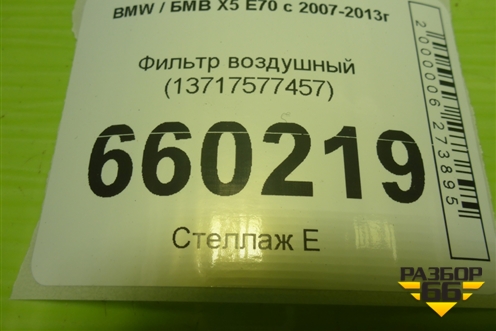 BMW / БМВ X5 E70 с 2007-2013г
Фильтр воздушный
(13717577457)
660219
Стеллаж Е
2000006273895
РАЗБОР
66